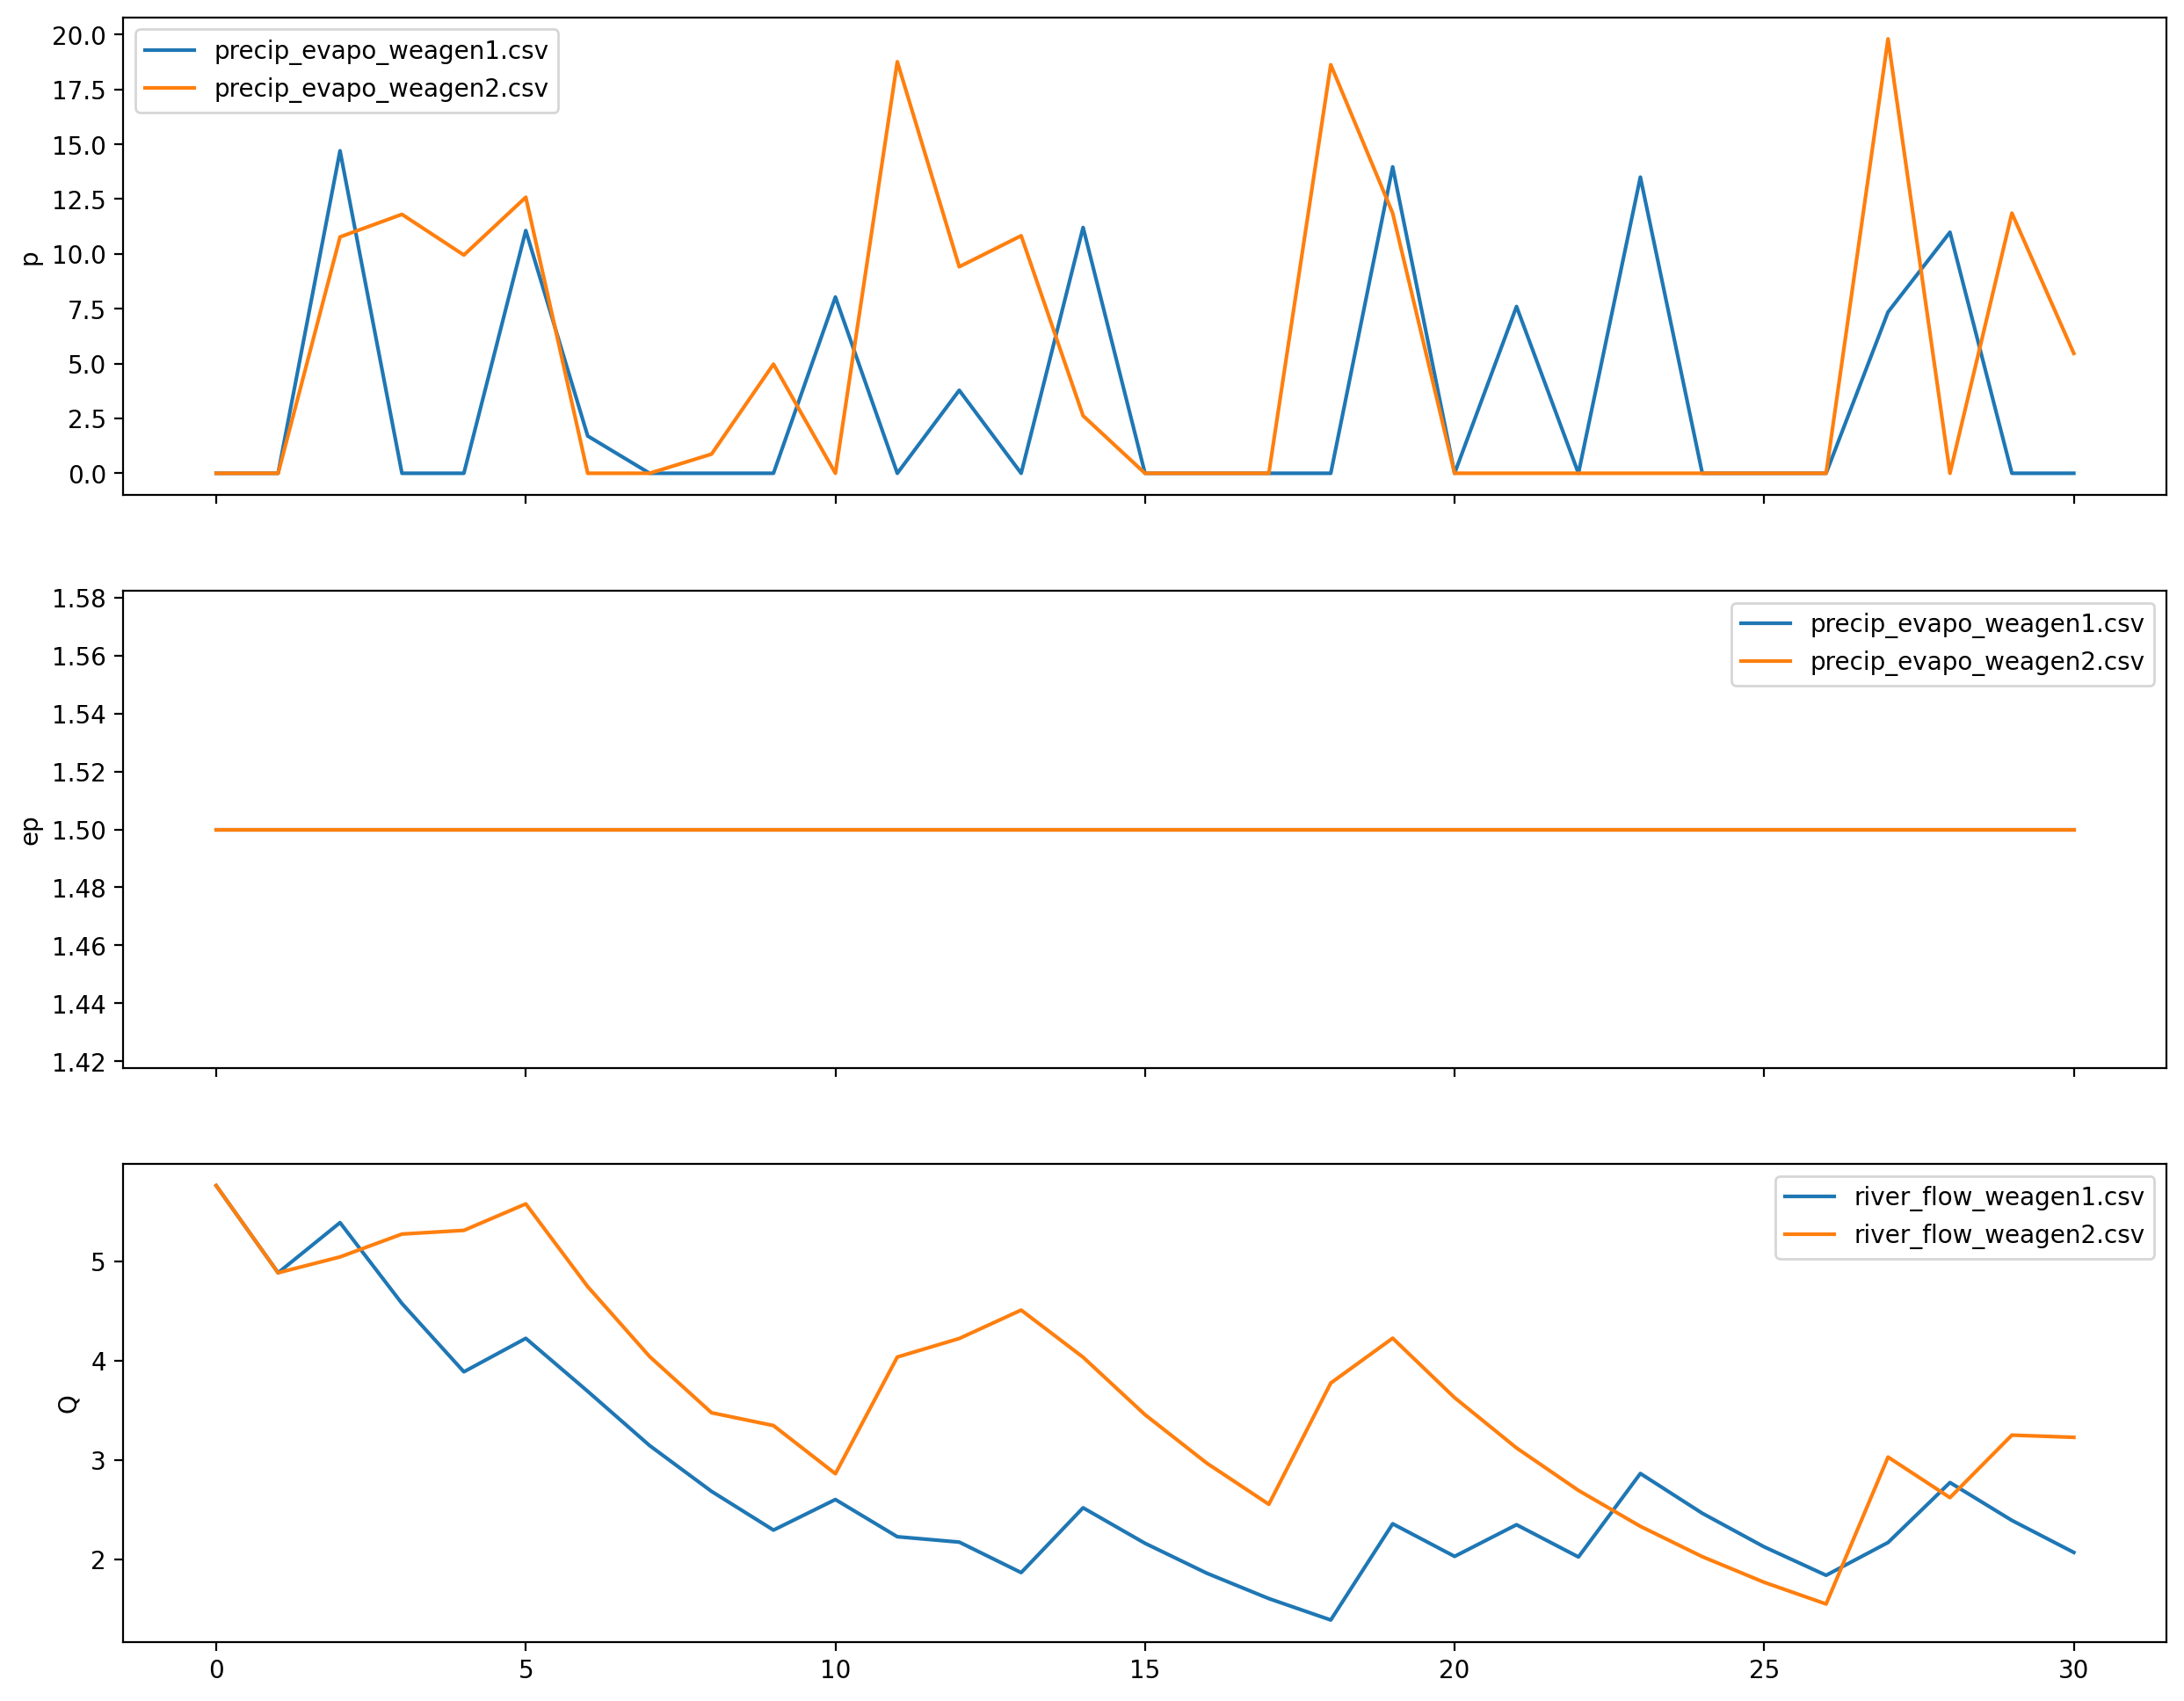 20.0
17.5
15.0
12.5
10.0
7.5
5.0
2.5
0.0
p
precip_evapo_weagen1.csv
precip_evapo_weagen2.csv
1.58
1.56
1.54
1.52
1.50
1.48
1.46
1.44
1.42
ep
precip_evapo_weagen1.csv
precip_evapo_weagen2.csv
5
4
3
2
Q
river_flow_weagen1.csv
river_flow_weagen2.csv
0 5 10 15 20 25 30